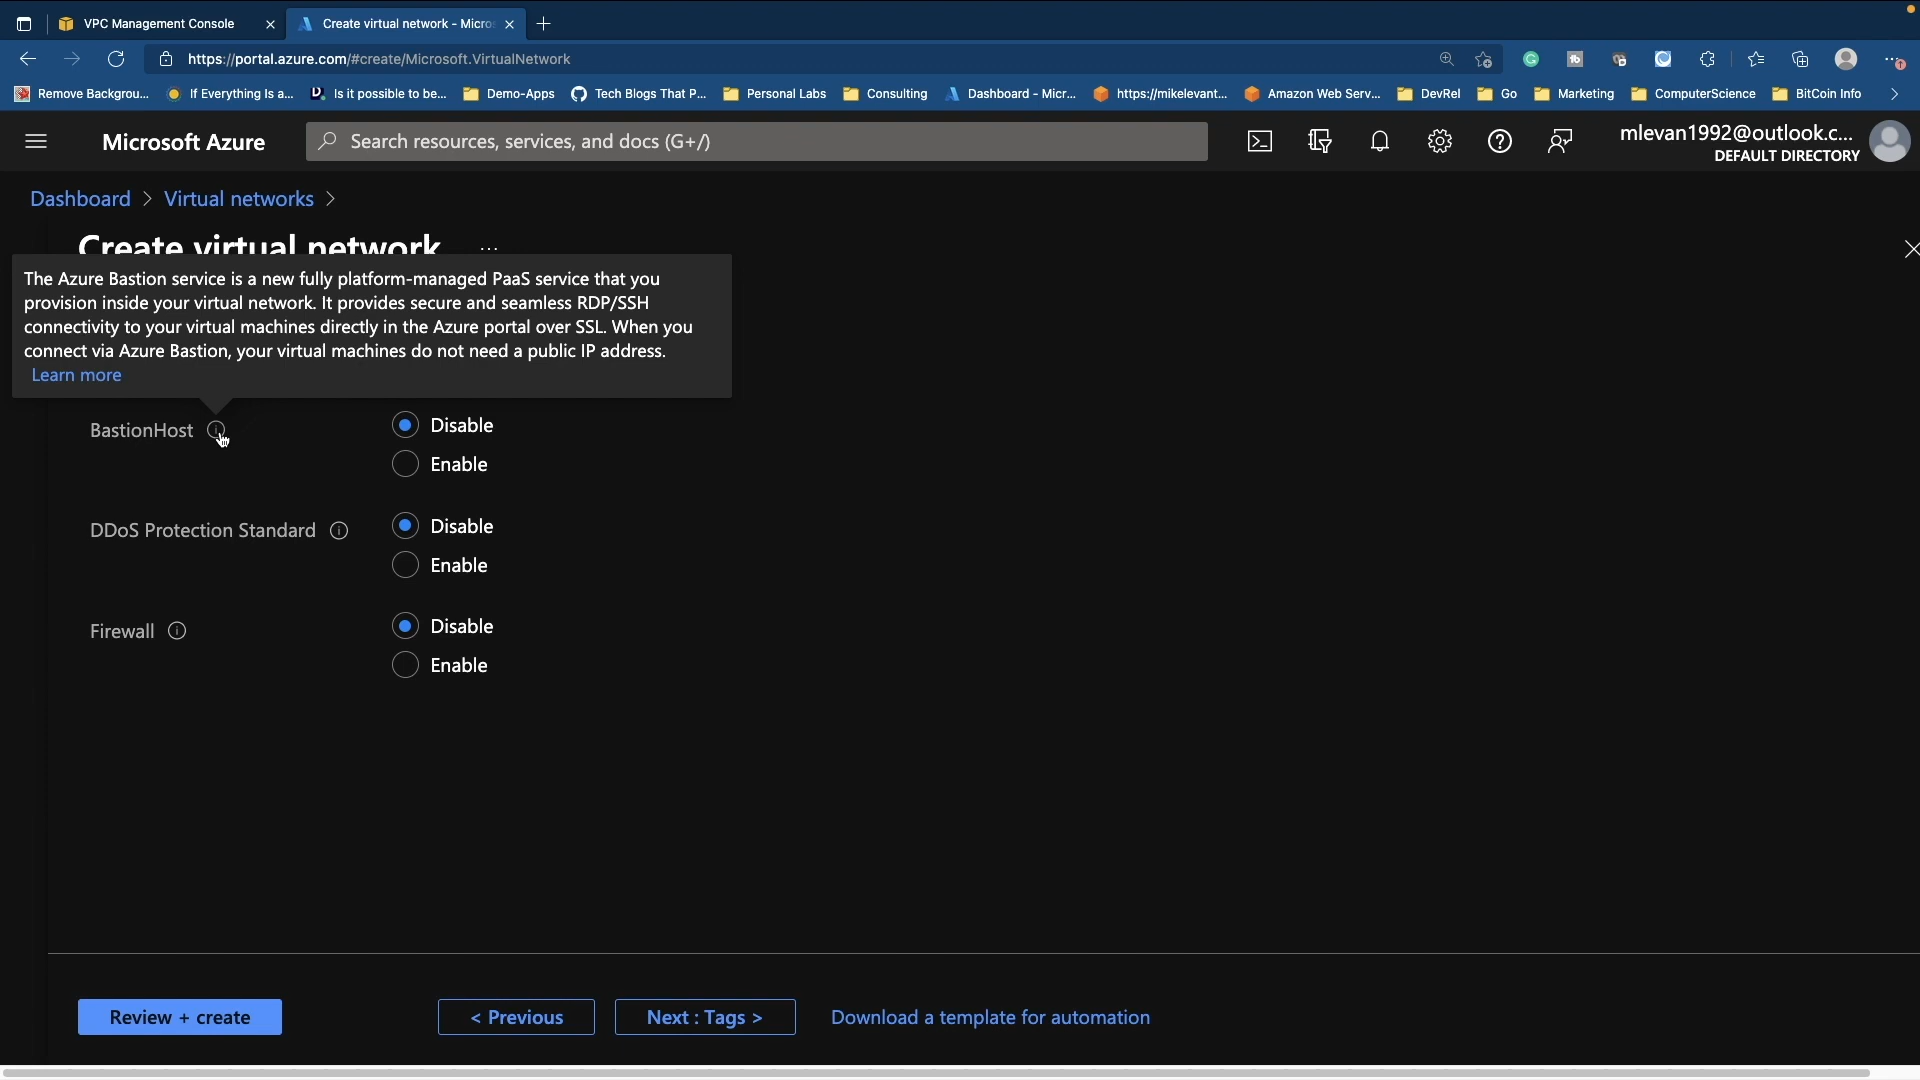 VPC Management Console
Create virtual network - Micros
https://portal.azure.com/#create/Microsoft.VirtualNetwork
Remove Backgrou...
If Everything Is a...
Is it possible to be...
Demo-Apps
Tech Blogs That P...
Personal Labs
Consulting
Dashboard - Micr...
https://mikelevant...
Amazon Web Serv...
DevRel
Go
Marketing
ComputerScience
BitCoin Info
Microsoft Azure
Search resources, services, and docs (G+/)
mlevan1992@outlook.c...
DEFAULT DIRECTORY
Dashboard > Virtual networks >
Create virtual network ...
The Azure Bastion service is a new fully platform-managed PaaS service that you
provision inside your virtual network. It provides secure and seamless RDP/SSH
connectivity to your virtual machines directly in the Azure portal over SSL. When you
connect via Azure Bastion, your virtual machines do not need a public IP address.
Learn more
BastionHost
Disable
Enable
DDoS Protection Standard
Disable
Enable
Firewall
Disable
Enable
Review + create
< Previous
Next : Tags >
Download a template for automation